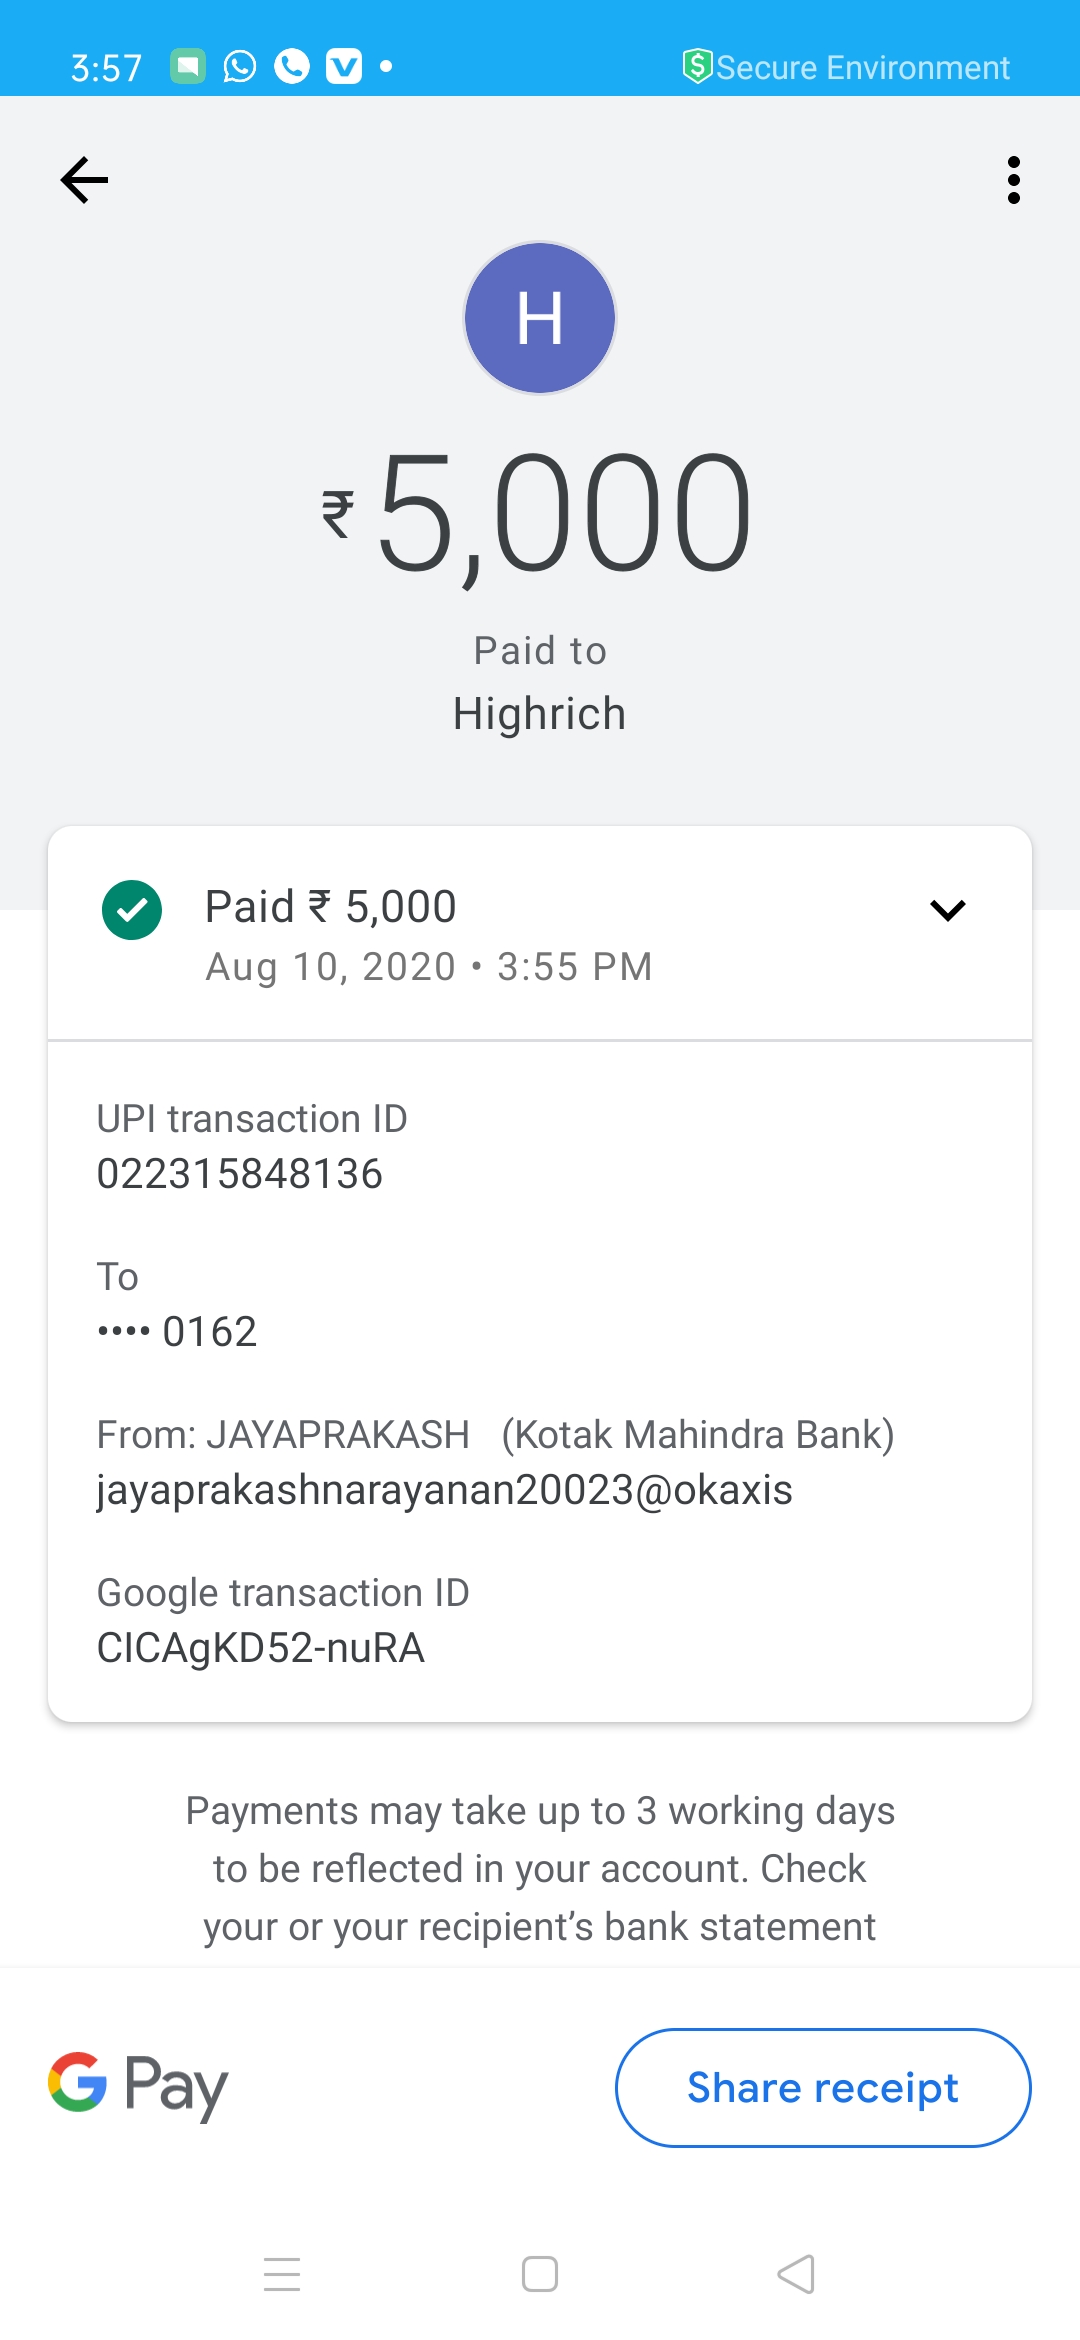 3:57
Secure Environment
H
₹5,000
Paid to
Highrich
Paid ₹ 5,000
Aug 10, 2020 • 3:55 PM
UPI transaction ID
022315848136
To
•••• 0162
From: JAYAPRAKASH (Kotak Mahindra Bank)
jayaprakashnarayanan20023@okaxis
Google transaction ID
CICAgKD52-nuRA
Payments may take up to 3 working days
to be reflected in your account. Check
your or your recipient’s bank statement
G Pay
Share receipt